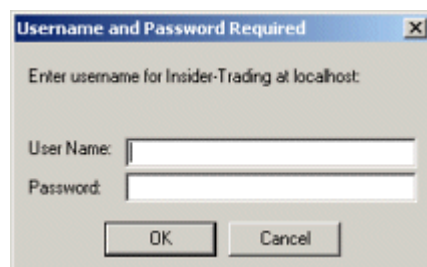 Username and Password Required
Enter username for Insider-Trading at localhost:
User Name:
Password:
OK Cancel